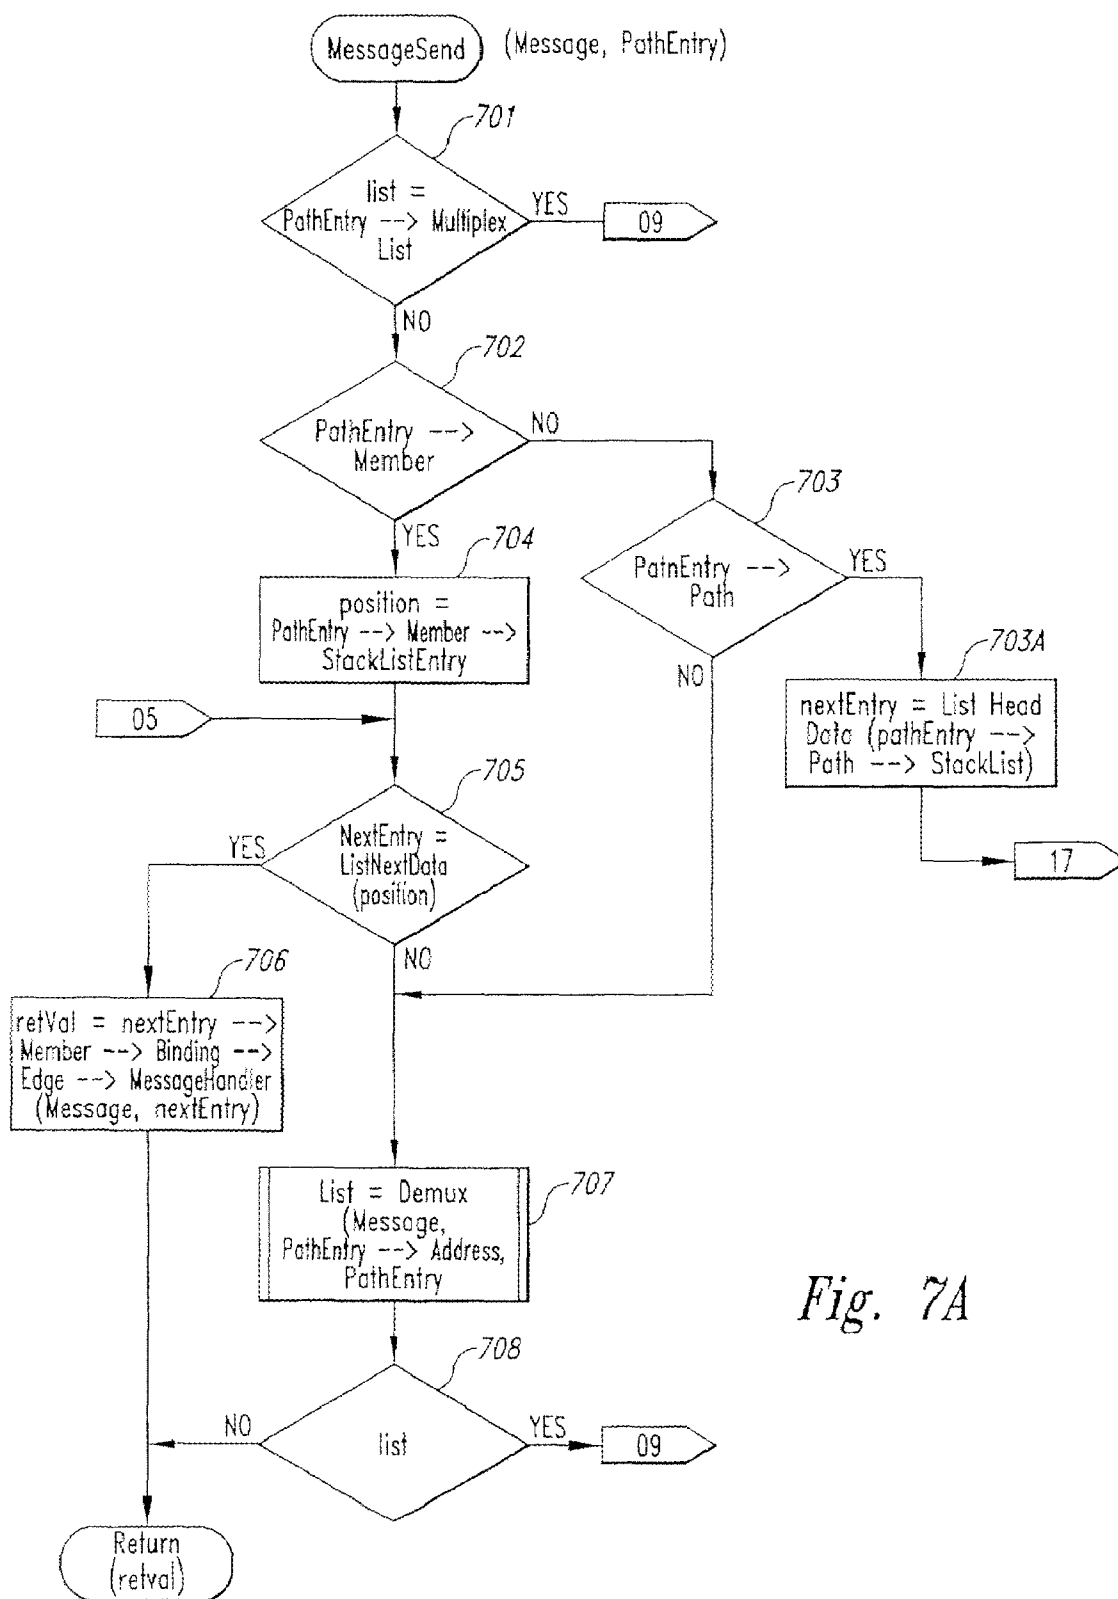 MessageSend
(Message, PathEntry)
701
list =
PathEntry --> Multiplex
List
YES
09
NO
702
PathEntry -->
Member
NO
703
PatnEntry -->
Path
YES
NO
703A
nextEntry = List Head
Data (pathEntry -->
Path --> StackList)
17
YES
704
position =
PathEntry --> Member -->
StackListEntry
05
705
NextEntry =
ListNextData
(position)
YES
NO
706
retVal = nextEntry -->
Member --> Binding -->
Edge --> MessageHandler
(Message, nextEntry)
707
List = Demux
(Message,
PathEntry --> Address,
PathEntry
708
list
NO
YES
09
Return
(retval)
Fig. 7A